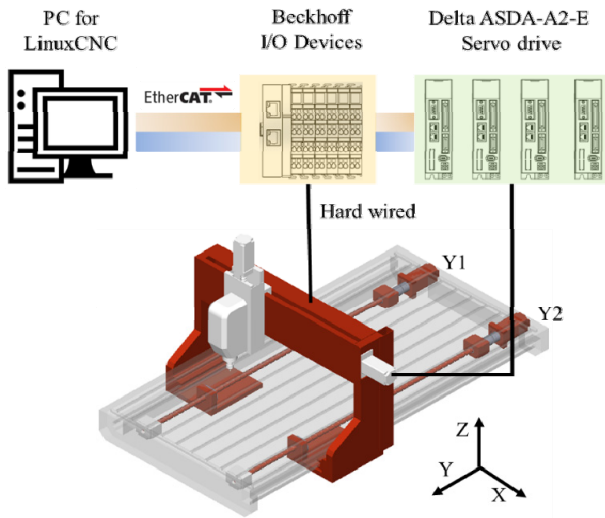 PC for
LinuxCNC
Beckhoff
I/O Devices
Delta ASDA-A2-E
Servo drive
EtherCAT
Hard wired
Y1
Y2
Z
Y
X